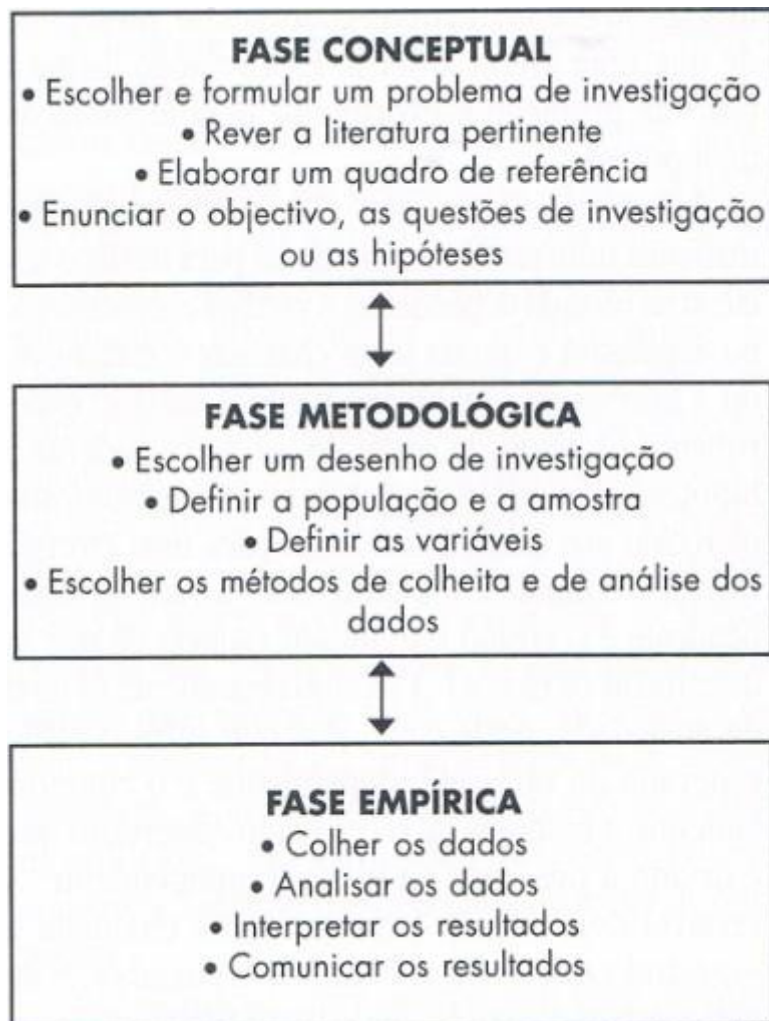 FASE CONCEPTUAL
• Escolher e formular um problema de investigação
• Rever a literatura pertinente
• Elaborar um quadro de referência
• Enunciar o objectivo, as questões de investigação
ou as hipóteses
FASE METODOLÓGICA
• Escolher um desenho de investigação
• Definir a população e a amostra
• Definir as variáveis
• Escolher os métodos de colheita e de análise dos
dados
FASE EMPÍRICA
• Colher os dados
• Analisar os dados
• Interpretar os resultados
• Comunicar os resultados